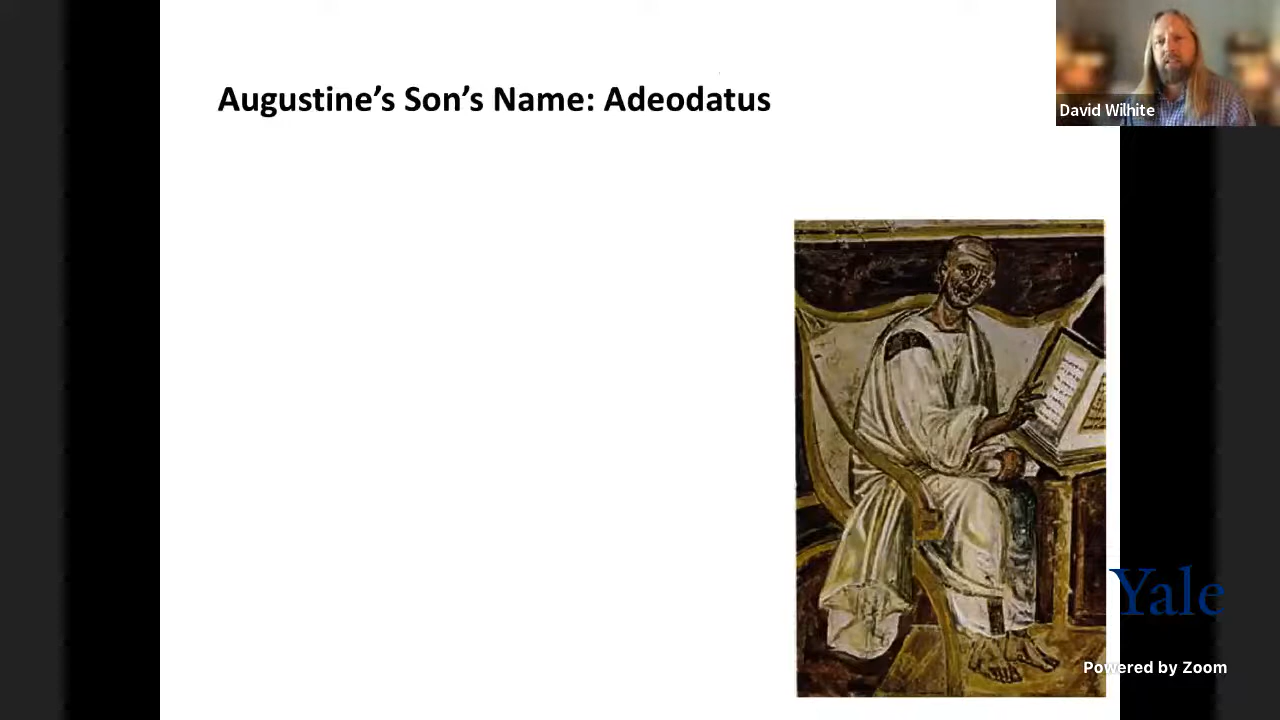 Augustine’s Son’s Name: Adeodatus
David Wilhite
Yale
Powered by Zoom